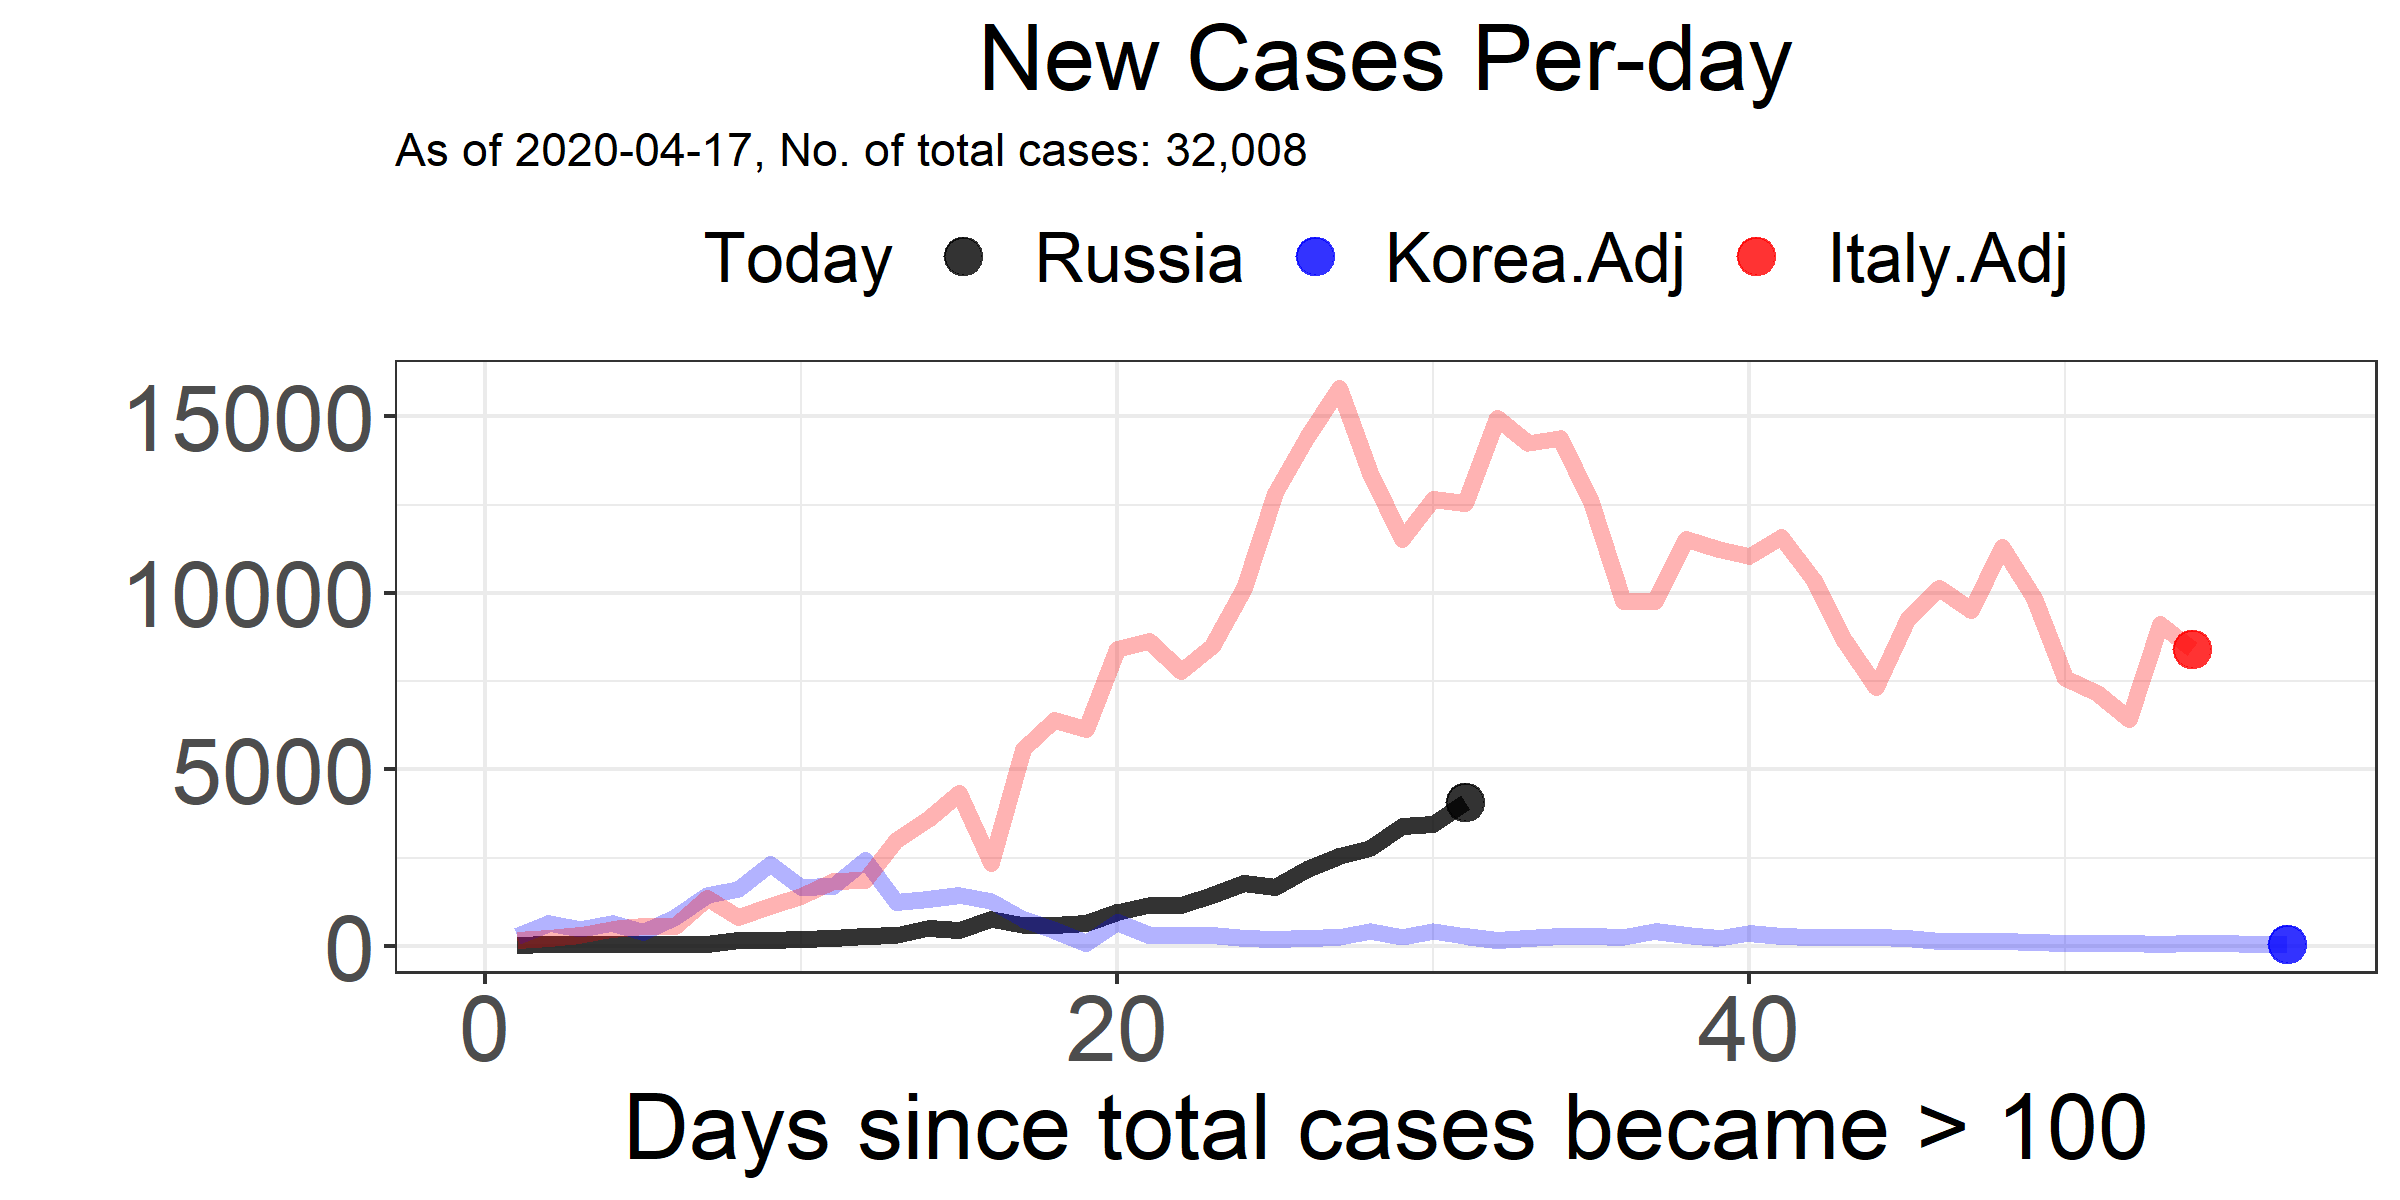 New Cases Per-day
As of 2020-04-17, No. of total cases: 32,008
Today Russia Korea.Adj Italy.Adj
15000
10000
5000
0
0 20 40
Days since total cases became > 100